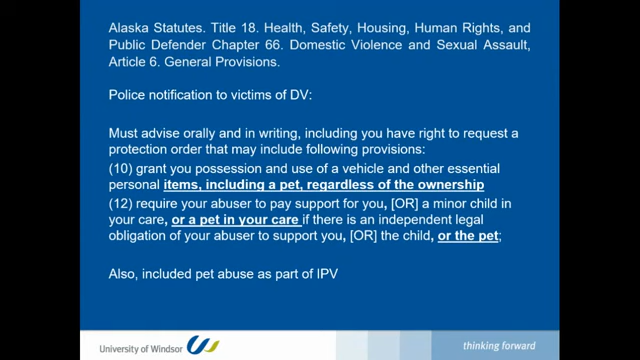 Alaska Statutes. Title 18. Health, Safety, Housing, Human Rights, and
Public Defender Chapter 66. Domestic Violence and Sexual Assault,
Article 6. General Provisions.
Police notification to victims of DV:
Must advise orally and in writing, including you have right to request a
protection order that may include following provisions:
(10) grant you possession and use of a vehicle and other essential
personal items, including a pet, regardless of the ownership
(12) require your abuser to pay support for you, [OR] a minor child in
your care, or a pet in your care if there is an independent legal
obligation of your abuser to support you, [OR] the child, or the pet;
Also, included pet abuse as part of IPV
University of Windsor
thinking forward